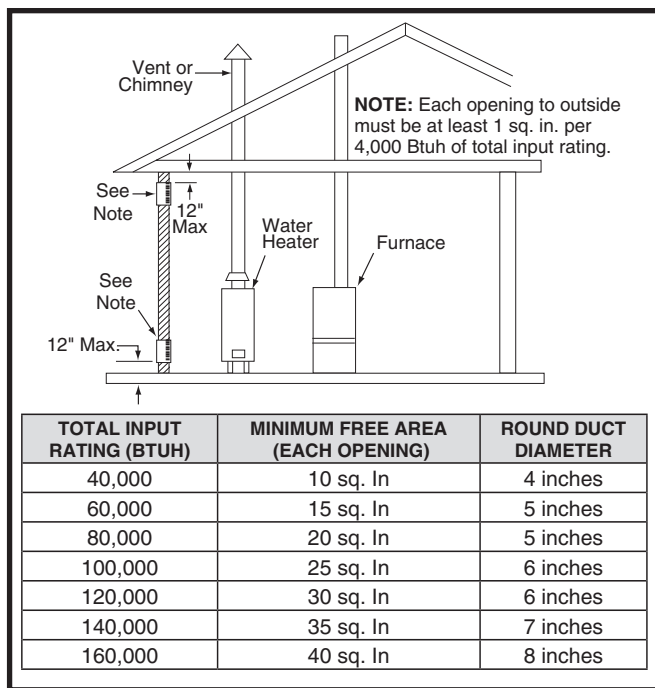 Vent or
Chimney
NOTE: Each opening to outside
must be at least 1 sq. in. per
4,000 Btuh of total input rating.
See
Note
12"
Max
Water
Heater
Furnace
See
Note
12" Max.
TOTAL INPUT
RATING (BTUH)
MINIMUM FREE AREA
(EACH OPENING)
ROUND DUCT
DIAMETER
40,000 10 sq. In 4 inches
60,000 15 sq. In 5 inches
80,000 20 sq. In 5 inches
100,000 25 sq. In 6 inches
120,000 30 sq. In 6 inches
140,000 35 sq. In 7 inches
160,000 40 sq. In 8 inches